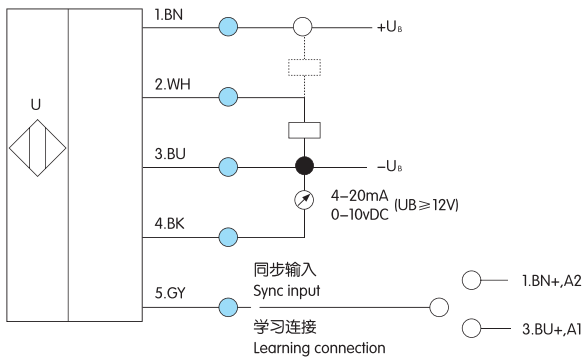 1.BN
+UB
2.WH
U
3.BU
−UB
4–20mA
0–10vDC
(UB≥12V)
4.BK
同步输入
Sync input
5.GY
1.BN+,A2
学习连接
Learning connection
3.BU+,A1